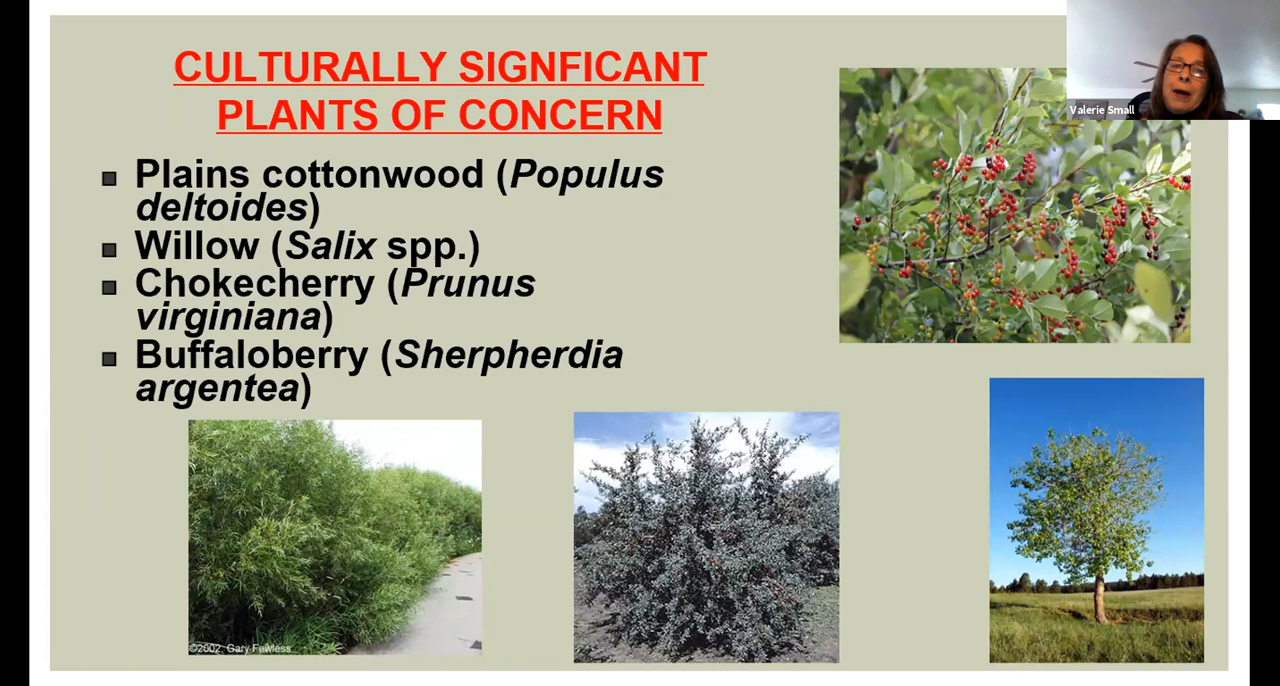 CULTURALLY SIGNFICANT
PLANTS OF CONCERN
Valerie Small
Plains cottonwood (Populus
deltoides)
Willow (Salix spp.)
Chokecherry (Prunus
virginiana)
Buffaloberry (Sherpherdia
argentea)
©2002 Gary Fewless